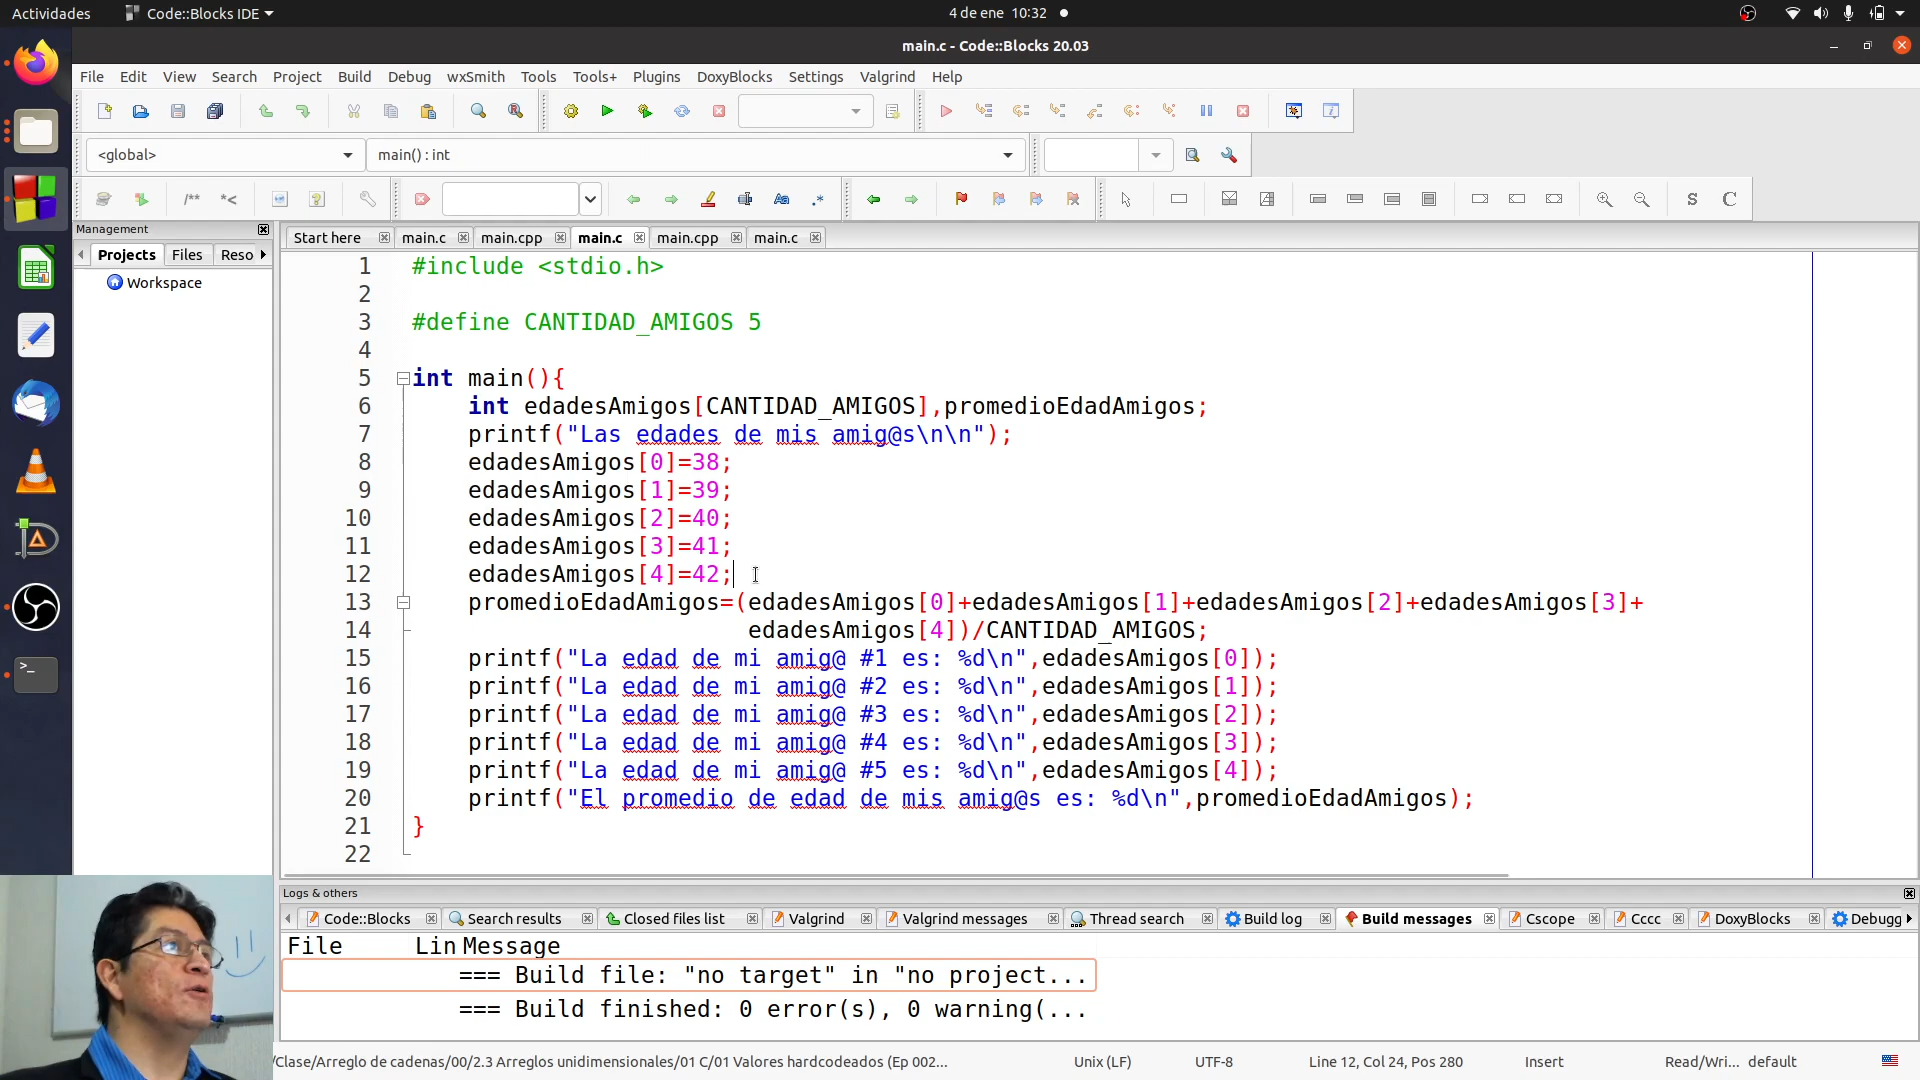 Actividades Code::Blocks IDE 4 de ene 10:32
main.c - Code::Blocks 20.03
File Edit View Search Project Build Debug wxSmith Tools Tools+ Plugins DoxyBlocks Settings Valgrind Help
<global> main() : int
/** *< Aa .* S C
Management
Projects Files Reso
Workspace
Start here main.c main.cpp main.c main.cpp main.c
1 #include <stdio.h>
2
3 #define CANTIDAD_AMIGOS 5
4
5 int main(){
6 int edadesAmigos[CANTIDAD_AMIGOS],promedioEdadAmigos;
7 printf("Las edades de mis amig@s\n\n");
8 edadesAmigos[0]=38;
9 edadesAmigos[1]=39;
10 edadesAmigos[2]=40;
11 edadesAmigos[3]=41;
12 edadesAmigos[4]=42;
13 promedioEdadAmigos=(edadesAmigos[0]+edadesAmigos[1]+edadesAmigos[2]+edadesAmigos[3]+
14 edadesAmigos[4])/CANTIDAD_AMIGOS;
15 printf("La edad de mi amig@ #1 es: %d\n",edadesAmigos[0]);
16 printf("La edad de mi amig@ #2 es: %d\n",edadesAmigos[1]);
17 printf("La edad de mi amig@ #3 es: %d\n",edadesAmigos[2]);
18 printf("La edad de mi amig@ #4 es: %d\n",edadesAmigos[3]);
19 printf("La edad de mi amig@ #5 es: %d\n",edadesAmigos[4]);
20 printf("El promedio de edad de mis amig@s es: %d\n",promedioEdadAmigos);
21 }
22
Logs & others
Code::Blocks Search results Closed files list Valgrind Valgrind messages Thread search Build log Build messages Cscope Cccc DoxyBlocks Debugg
File Lin Message
=== Build file: "no target" in "no project...
=== Build finished: 0 error(s), 0 warning(...
/Clase/Arreglo de cadenas/00/2.3 Arreglos unidimensionales/01 C/01 Valores hardcodeados (Ep 002... Unix (LF) UTF-8 Line 12, Col 24, Pos 280 Insert Read/Wri... default